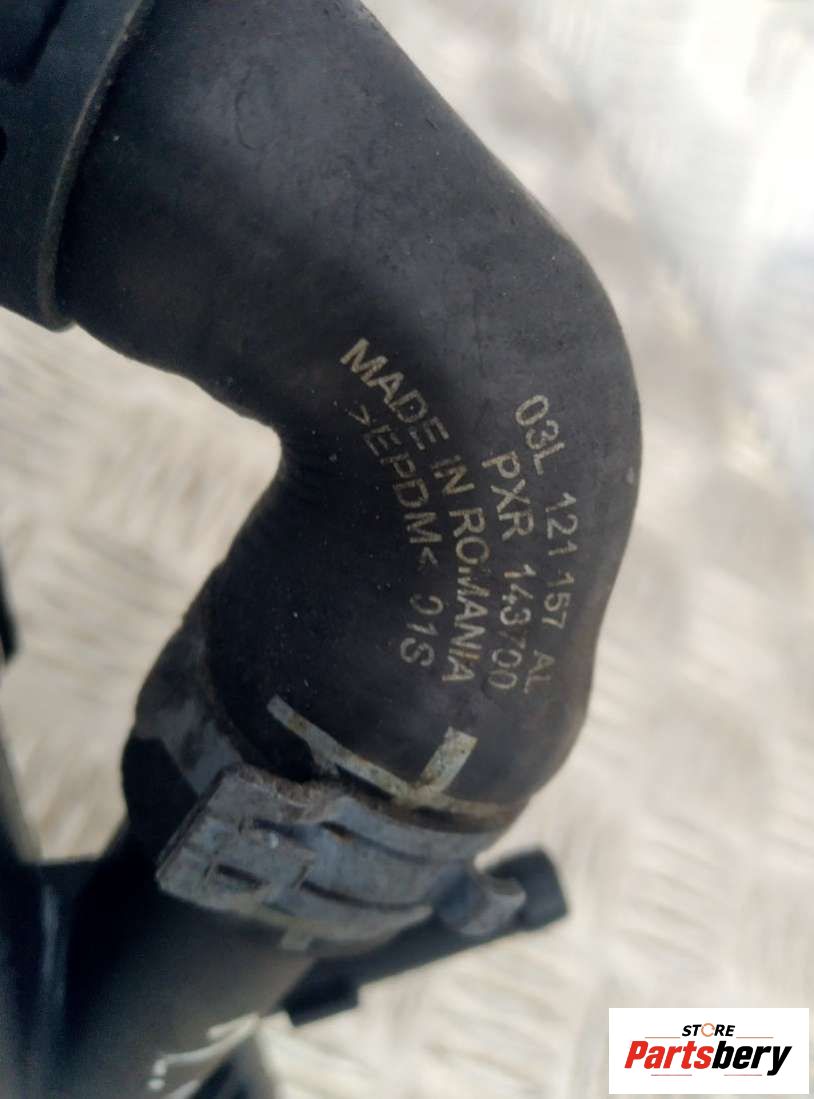 03L 121 157 AL
PXR 143700
MADE IN ROMANIA
>EPDM< 01S
STORE
Partsbery